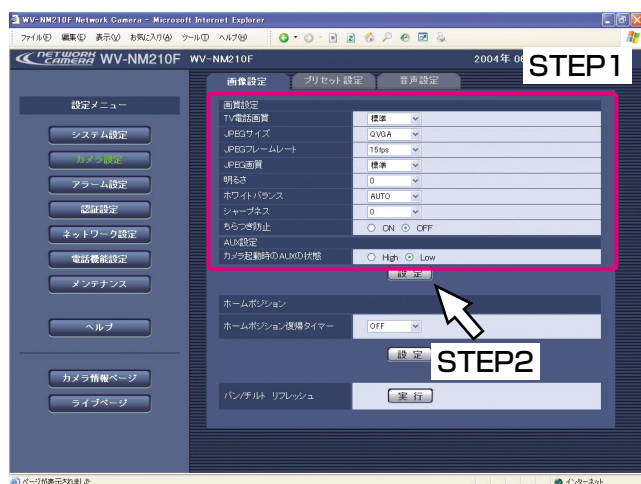 WV-NM210F Network Camera - Microsoft Internet Explorer
ファイル(F) 編集(E) 表示(V) お気に入り(A) ツール(T) ヘルプ(H)
NETWORK CAMERA WV-NM210F WV-NM210F 2004年
STEP1
画像設定 プリセット設定 音声設定
設定メニュー
システム設定
カメラ設定
アラーム設定
認証設定
ネットワーク設定
電話機能設定
メンテナンス
ヘルプ
カメラ情報ページ
ライブページ
画質設定
TV電話画質 標準
JPEGサイズ QVGA
JPEGフレームレート 15fps
JPEG画質 標準
明るさ 0
ホワイトバランス AUTO
シャープネス 0
ちらつき防止 ON OFF
AUX設定
カメラ起動時のAUXの状態 High Low
設定
STEP2
ホームポジション
ホームポジション復帰タイマー OFF
設定
パン/チルト リフレッシュ 実行
ページが表示されました インターネット